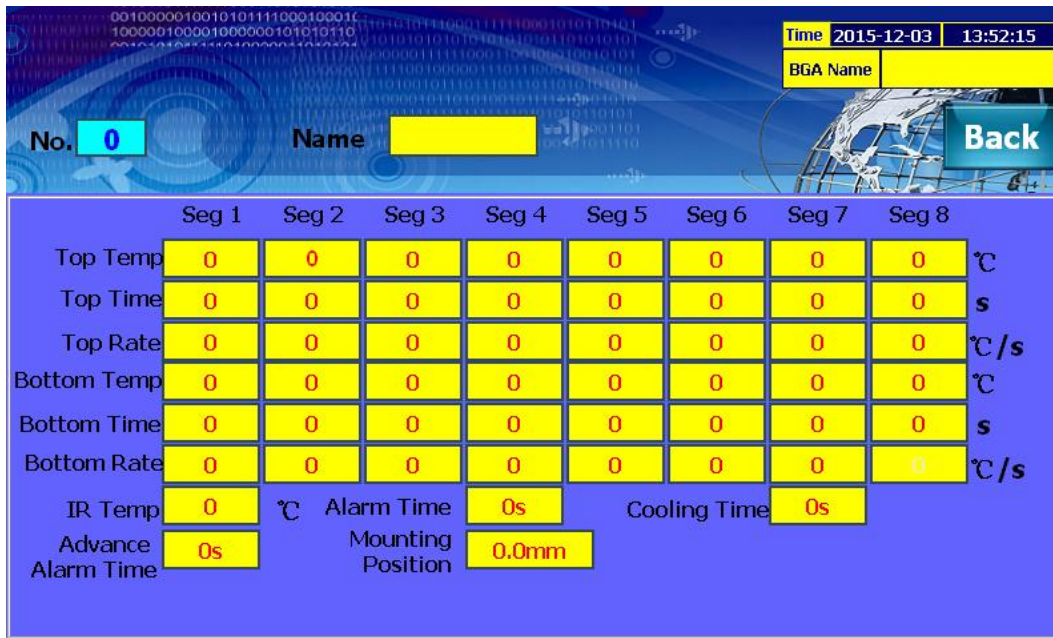 Time 2015-12-03 13:52:15
BGA Name
No. 0 Name Back
Seg 1 Seg 2 Seg 3 Seg 4 Seg 5 Seg 6 Seg 7 Seg 8
Top Temp 0 0 0 0 0 0 0 0 ℃
Top Time 0 0 0 0 0 0 0 0 s
Top Rate 0 0 0 0 0 0 0 0 ℃/s
Bottom Temp 0 0 0 0 0 0 0 0 ℃
Bottom Time 0 0 0 0 0 0 0 0 s
Bottom Rate 0 0 0 0 0 0 0 0 ℃/s
IR Temp 0 ℃ Alarm Time 0s Cooling Time 0s
Advance Alarm Time 0s Mounting Position 0.0mm